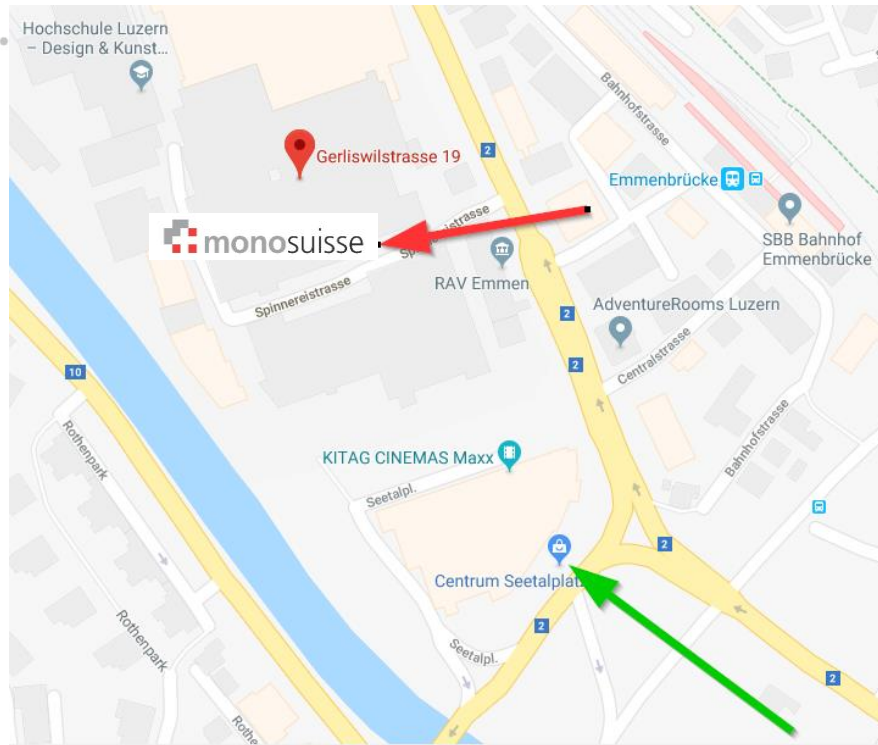 Hochschule Luzern
– Design & Kunst...
Bahnhofstrasse
2
Gerliswilstrasse 19
Emmenbrücke
monosuisse
SBB Bahnhof
Emmenbrücke
RAV Emmen
Spinnereistrasse
2
AdventureRooms Luzern
2
10
Centralstrasse
Rothenpark
KITAG CINEMAS Maxx
Bahnhofstrasse
Seetalpl.
2
Centrum Seetalplatz
2
Seetalpl.
Rothenpark
2